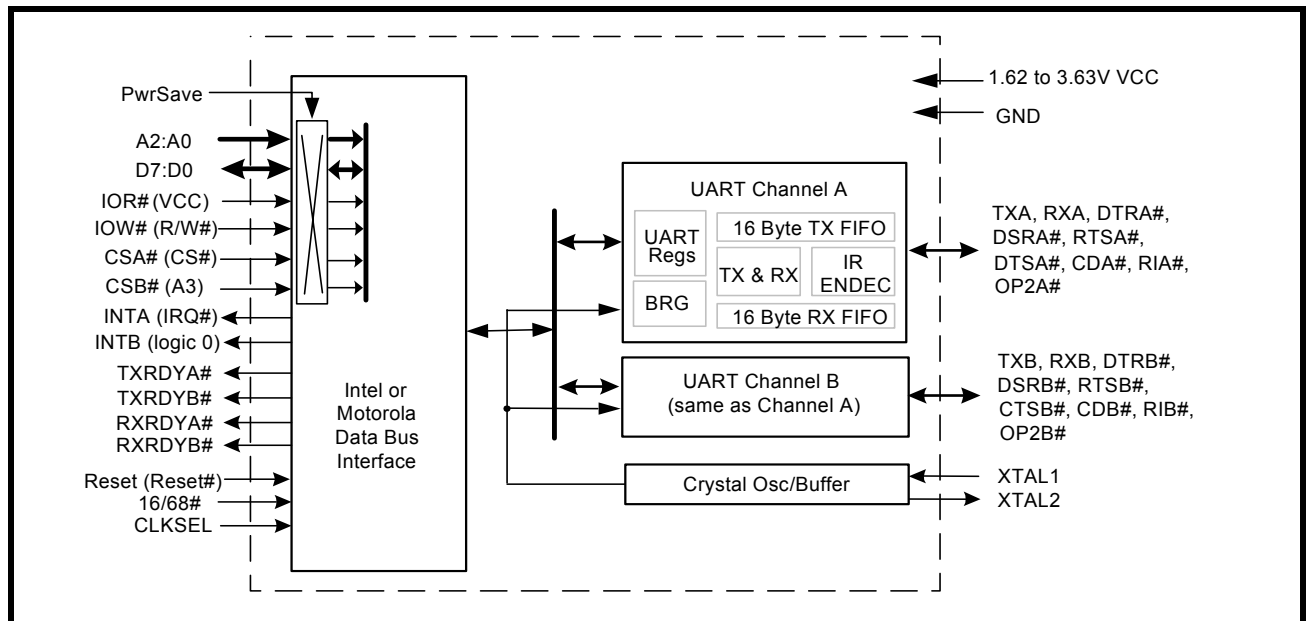 PwrSave
A2:A0
D7:D0
IOR# (VCC)
IOW# (R/W#)
CSA# (CS#)
CSB# (A3)
INTA (IRQ#)
INTB (logic 0)
TXRDYA#
TXRDYB#
RXRDYA#
RXRDYB#
Reset (Reset#)
16/68#
CLKSEL
Intel or
Motorola
Data Bus
Interface
UART Channel A
UART
Regs
BRG
16 Byte TX FIFO
TX & RX
IR
ENDEC
16 Byte RX FIFO
UART Channel B
(same as Channel A)
Crystal Osc/Buffer
1.62 to 3.63V VCC
GND
TXA, RXA, DTRA#,
DSRA#, RTSA#,
DTSA#, CDA#, RIA#,
OP2A#
TXB, RXB, DTRB#,
DSRB#, RTSB#,
CTSB#, CDB#, RIB#,
OP2B#
XTAL1
XTAL2